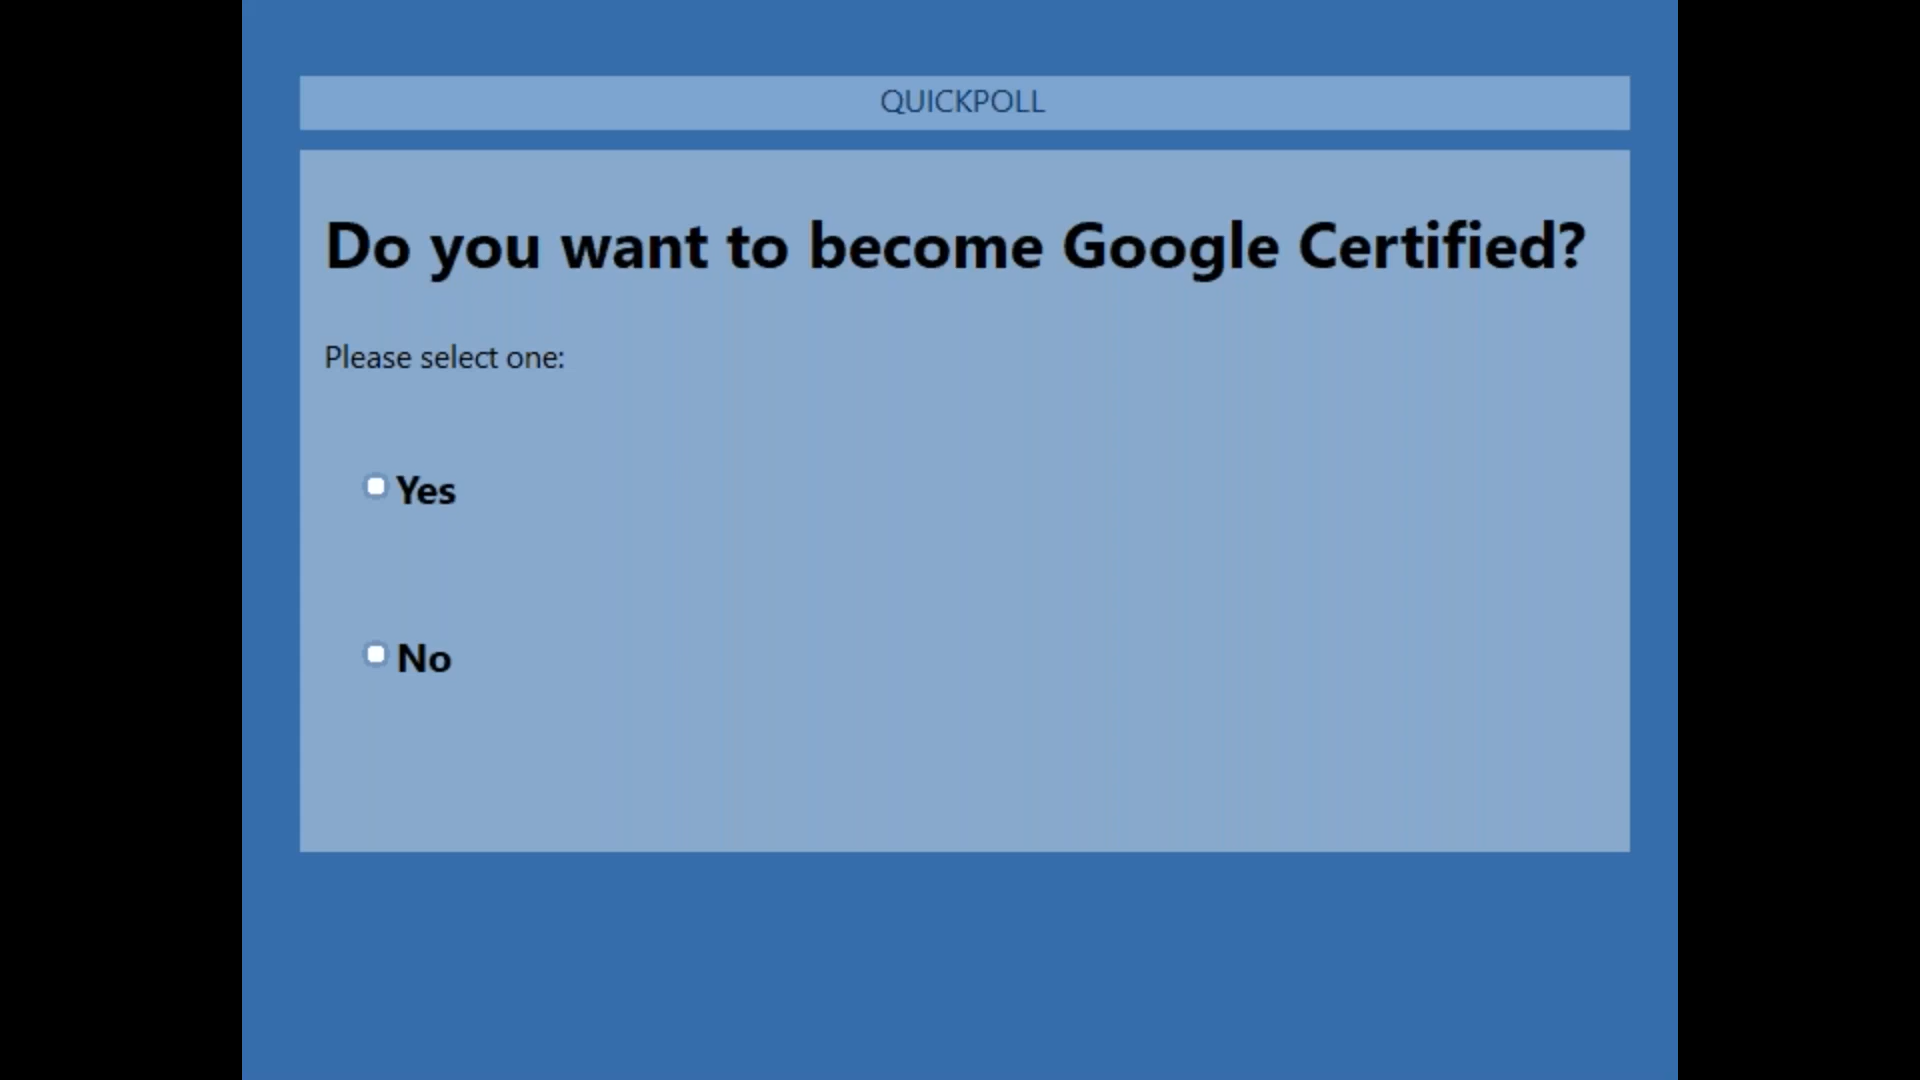 QUICKPOLL
Do you want to become Google Certified?
Please select one:
Yes
No